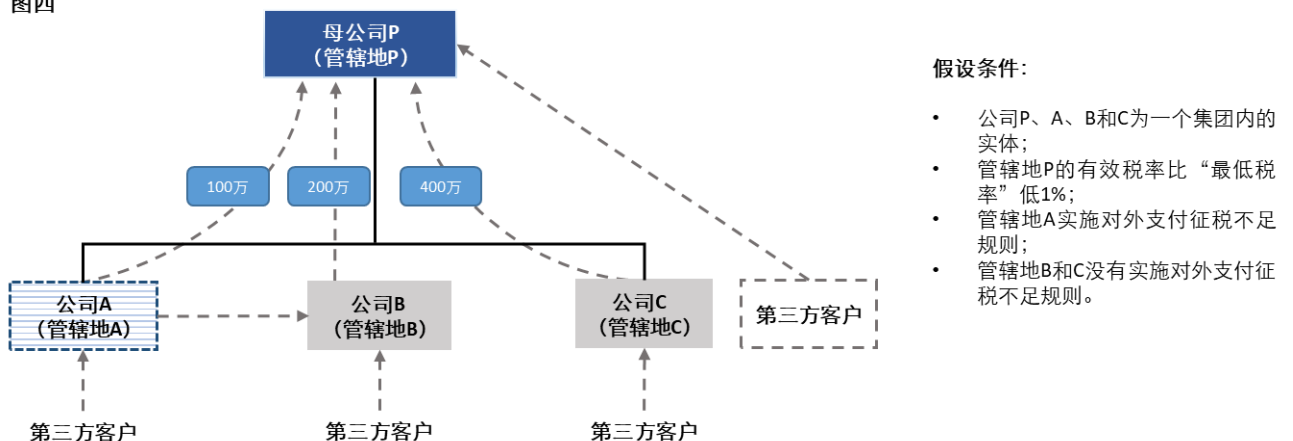 图四
母公司P
（管辖地P）
100万
200万
400万
公司A
（管辖地A）
公司B
（管辖地B）
公司C
（管辖地C）
第三方客户
第三方客户
第三方客户
第三方客户
假设条件：
• 公司P、A、B和C为一个集团内的
实体；
• 管辖地P的有效税率比“最低税
率”低1%；
• 管辖地A实施对外支付征税不足
规则；
• 管辖地B和C没有实施对外支付征
税不足规则。